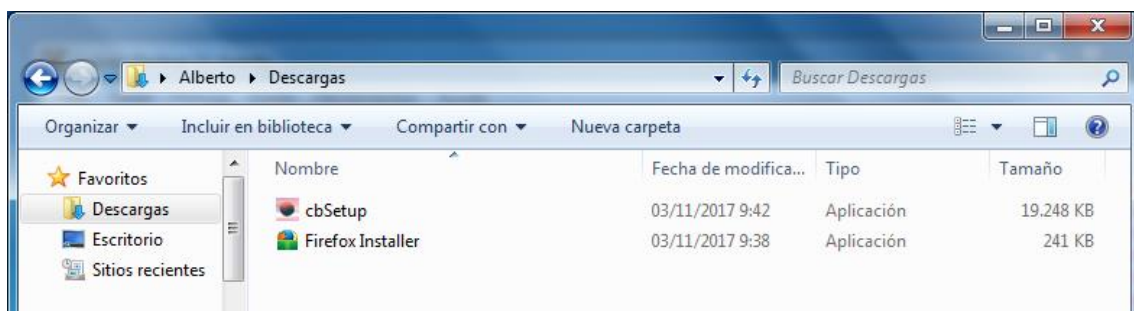 Alberto Descargas
Buscar Descargas
Organizar Incluir en biblioteca Compartir con Nueva carpeta
Favoritos
Descargas
Escritorio
Sitios recientes
Nombre Fecha de modifica... Tipo Tamaño
cbSetup 03/11/2017 9:42 Aplicación 19.248 KB
Firefox Installer 03/11/2017 9:38 Aplicación 241 KB